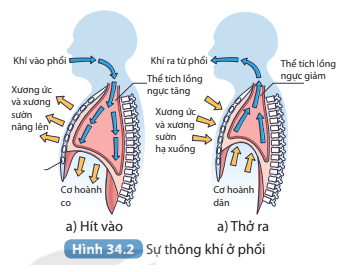 Khí vào phổi
Thể tích lồng
ngực tăng
Xương ức
và xương
sườn
nâng lên
Cơ hoành
co
a) Hít vào
Khí ra từ phổi
Thể tích lồng
ngực giảm
Xương ức
và xương
sườn
hạ xuống
Cơ hoành
dãn
a) Thở ra
Hình 34.2 Sự thông khí ở phổi